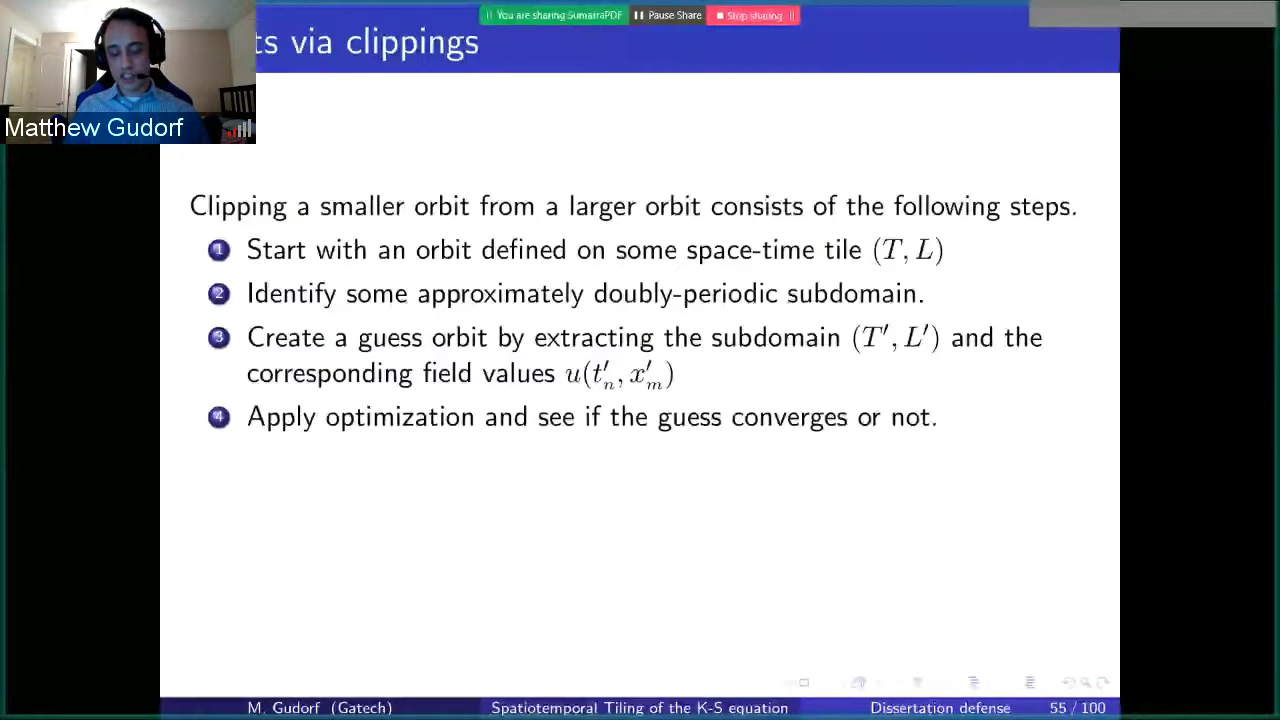 You are sharing SumatraPDF
Pause Share
Stop sharing
ts via clippings
Matthew Gudorf
Clipping a smaller orbit from a larger orbit consists of the following steps.
1 Start with an orbit defined on some space-time tile (T, L)
2 Identify some approximately doubly-periodic subdomain.
3 Create a guess orbit by extracting the subdomain (T′, L′) and the
corresponding field values u(t′ₙ, x′ₘ)
4 Apply optimization and see if the guess converges or not.
M. Gudorf (Gatech) Spatiotemporal Tiling of the K-S equation Dissertation defense 55 / 100